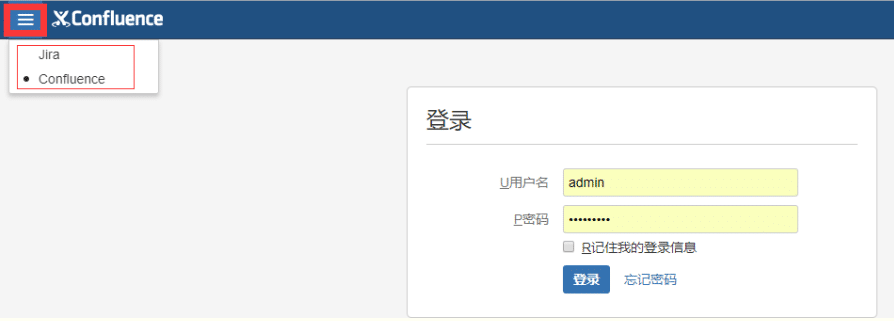 Confluence
Jira
Confluence
登录
U用户名
admin
P密码
•••••••••
R记住我的登录信息
登录 忘记密码